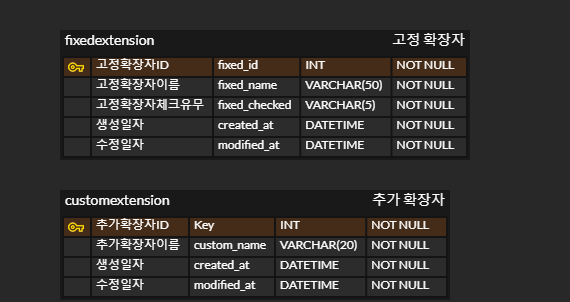 fixedextension 고정 확장자
고정확장자ID fixed_id INT NOT NULL
고정확장자이름 fixed_name VARCHAR(50) NOT NULL
고정확장자체크유무 fixed_checked VARCHAR(5) NOT NULL
생성일자 created_at DATETIME NOT NULL
수정일자 modified_at DATETIME NOT NULL
customextension 추가 확장자
추가확장자ID Key INT NOT NULL
추가확장자이름 custom_name VARCHAR(20) NOT NULL
생성일자 created_at DATETIME NOT NULL
수정일자 modified_at DATETIME NOT NULL